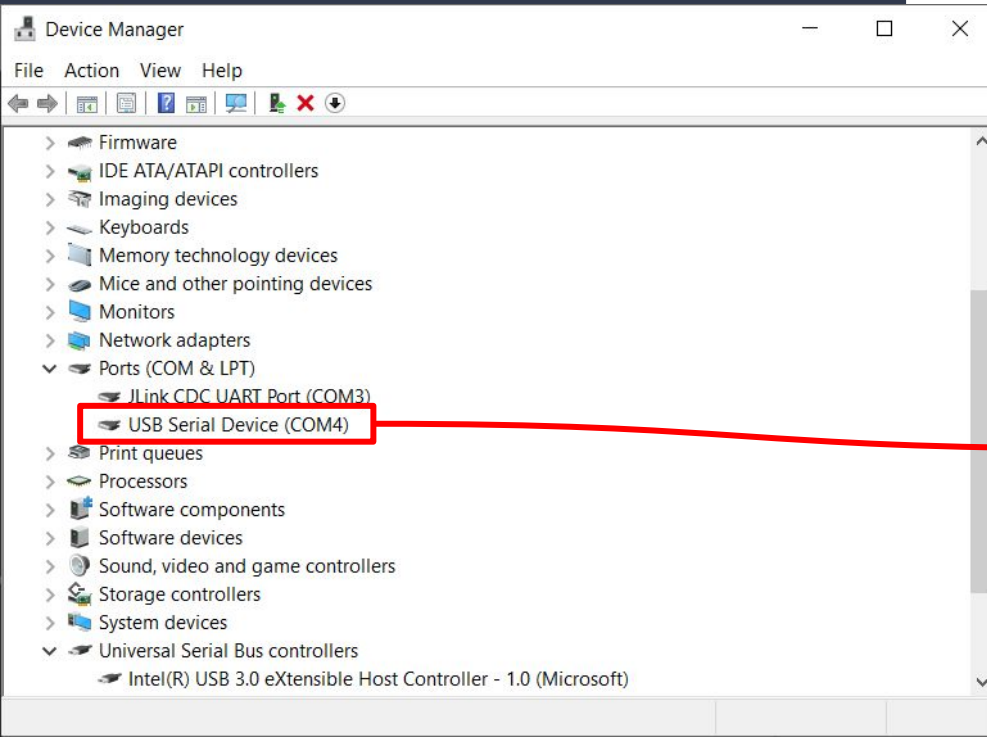 Device Manager
File Action View Help
Firmware
IDE ATA/ATAPI controllers
Imaging devices
Keyboards
Memory technology devices
Mice and other pointing devices
Monitors
Network adapters
Ports (COM & LPT)
JLink CDC UART Port (COM3)
USB Serial Device (COM4)
Print queues
Processors
Software components
Software devices
Sound, video and game controllers
Storage controllers
System devices
Universal Serial Bus controllers
Intel(R) USB 3.0 eXtensible Host Controller - 1.0 (Microsoft)